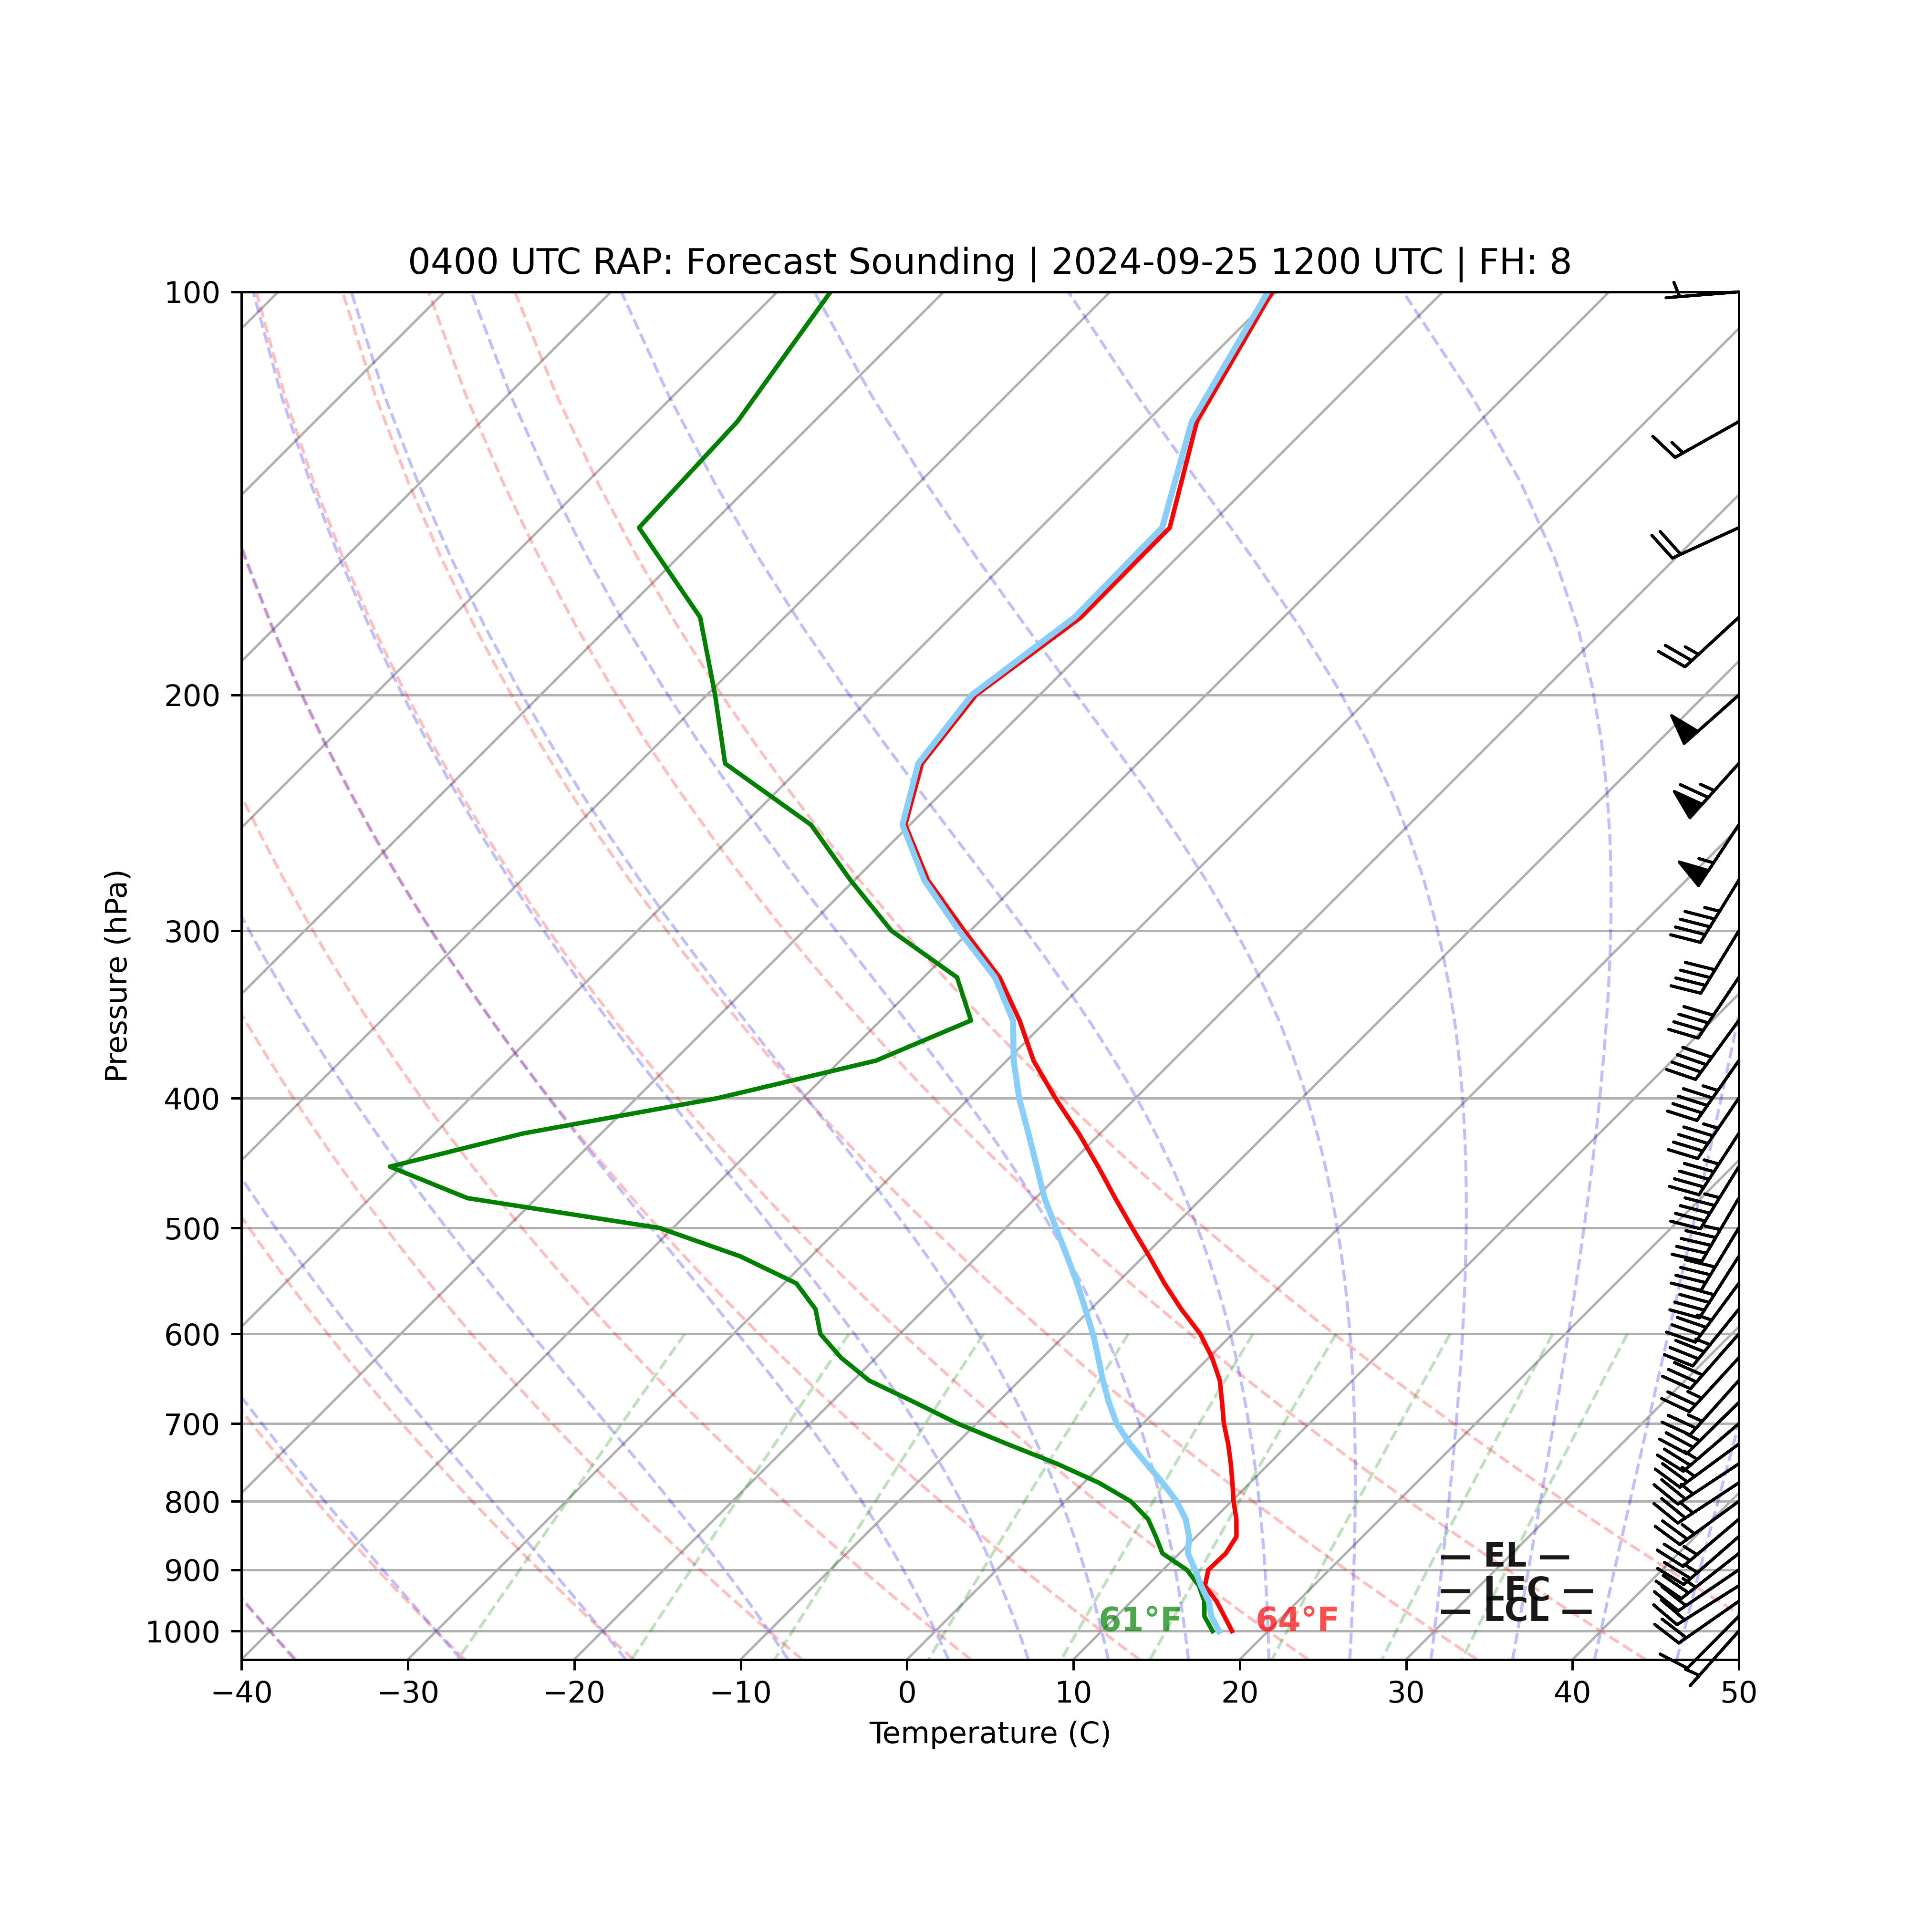 0400 UTC RAP: Forecast Sounding | 2024-09-25 1200 UTC | FH: 8
100
200
300
400
500
600
700
800
900
1000
Pressure (hPa)
— EL —
— LFC —
— LCL —
61°F
64°F
−40
−30
−20
−10
0
10
20
30
40
50
Temperature (C)